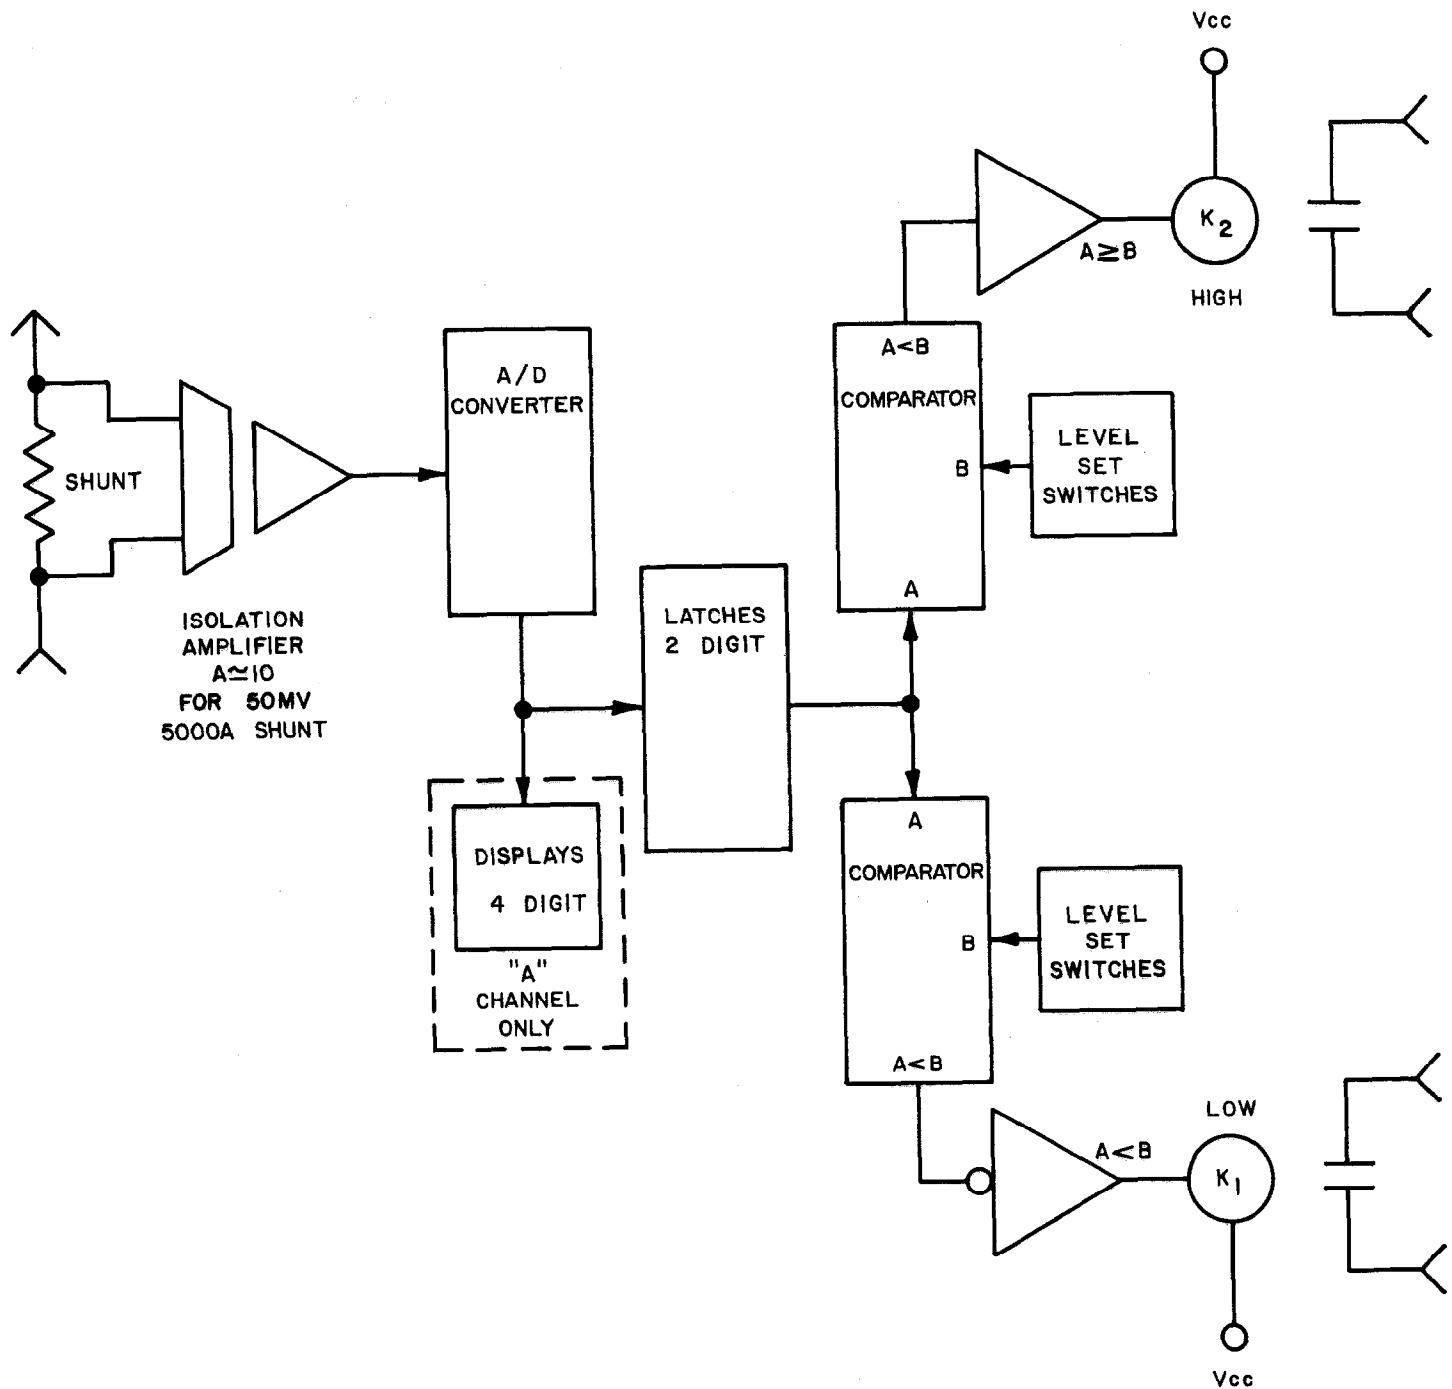 Vcc
K2
A≧B
HIGH
A<B
COMPARATOR
B
A
LEVEL
SET
SWITCHES
A/D
CONVERTER
SHUNT
ISOLATION
AMPLIFIER
A≃10
FOR 50MV
5000A SHUNT
LATCHES
2 DIGIT
DISPLAYS
4 DIGIT
"A"
CHANNEL
ONLY
A
COMPARATOR
B
A<B
LEVEL
SET
SWITCHES
LOW
A<B
K1
Vcc